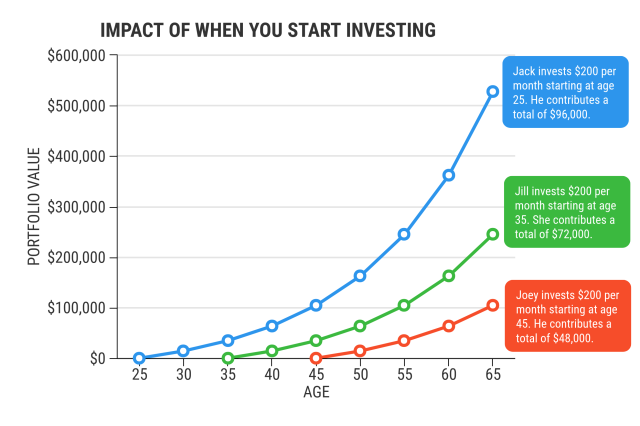 IMPACT OF WHEN YOU START INVESTING
$600,000
$500,000
$400,000
$300,000
$200,000
$100,000
$0
PORTFOLIO VALUE
25 30 35 40 45 50 55 60 65
AGE
Jack invests $200 per
month starting at age
25. He contributes a
total of $96,000.
Jill invests $200 per
month starting at age
35. She contributes a
total of $72,000.
Joey invests $200 per
month starting at age
45. He contributes a
total of $48,000.